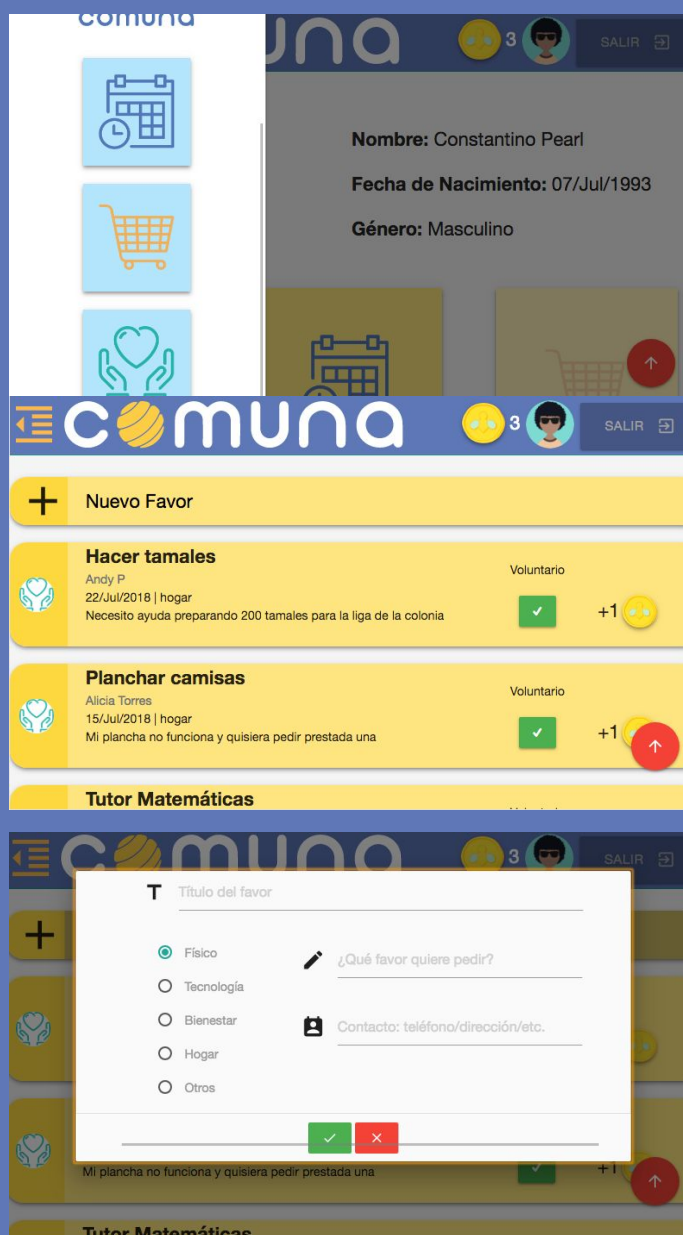 comuna
una
3
SALIR
Nombre: Constantino Pearl
Fecha de Nacimiento: 07/Jul/1993
Género: Masculino
comuna
3
SALIR
Nuevo Favor
Hacer tamales
Andy P
22/Jul/2018 | hogar
Necesito ayuda preparando 200 tamales para la liga de la colonia
Voluntario
+1
Planchar camisas
Alicia Torres
15/Jul/2018 | hogar
Mi plancha no funciona y quisiera pedir prestada una
Voluntario
+1
Tutor Matemáticas
comuna
3
SALIR
T Título del favor
Físico
Tecnología
Bienestar
Hogar
Otros
¿Qué favor quiere pedir?
Contacto: teléfono/dirección/etc.
Mi plancha no funciona y quisiera pedir prestada una
+1
Tutor Matemáticas